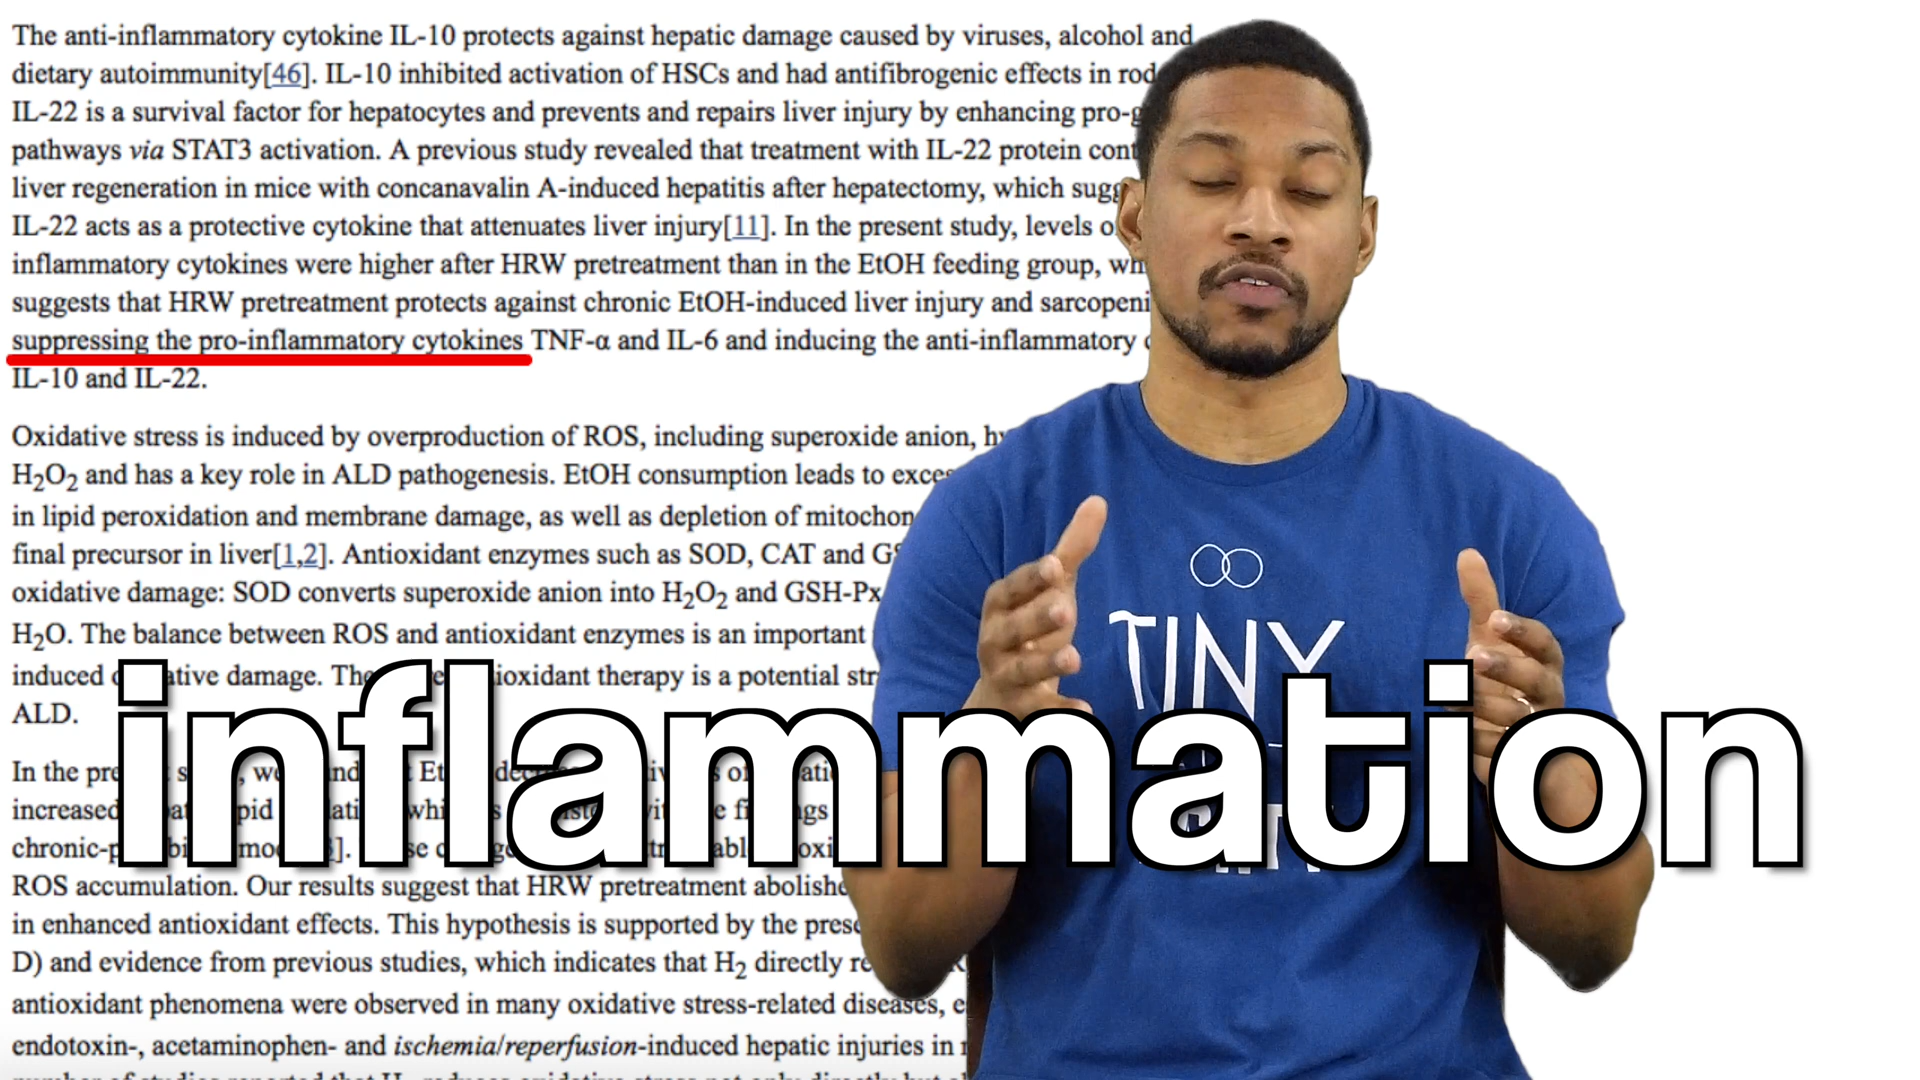 The anti-inflammatory cytokine IL-10 protects against hepatic damage caused by viruses, alcohol and
dietary autoimmunity[46]. IL-10 inhibited activation of HSCs and had antifibrogenic effects in
IL-22 is a survival factor for hepatocytes and prevents and repairs liver injury by enhancing
pathways via STAT3 activation. A previous study revealed that treatment with IL-22 protein
liver regeneration in mice with concanavalin A-induced hepatitis after hepatectomy, which
IL-22 acts as a protective cytokine that attenuates liver injury[11]. In the present study, levels
inflammatory cytokines were higher after HRW pretreatment than in the EtOH feeding group,
suggests that HRW pretreatment protects against chronic EtOH-induced liver injury and
suppressing the pro-inflammatory cytokines TNF-α and IL-6 and inducing the anti-inflammatory
IL-10 and IL-22.
Oxidative stress is induced by overproduction of ROS, including superoxide anion,
H₂O₂ and has a key role in ALD pathogenesis. EtOH consumption leads to
in lipid peroxidation and membrane damage, as well as depletion of
final precursor in liver[1,2]. Antioxidant enzymes such as SOD, CAT and
oxidative damage: SOD converts superoxide anion into H₂O₂ and GSH-Px
H₂O. The balance between ROS and antioxidant enzymes is an important
induced damage. therapy is a potential
ALD.
TINY
inflammation
In the
increased
ROS accumulation. Our results suggest that HRW pretreatment
in enhanced antioxidant effects. This hypothesis is supported by the
D) and evidence from previous studies, which indicates that H₂ directly
antioxidant phenomena were observed in many oxidative stress-related diseases,
endotoxin-, acetaminophen- and ischemia/reperfusion-induced hepatic injuries in